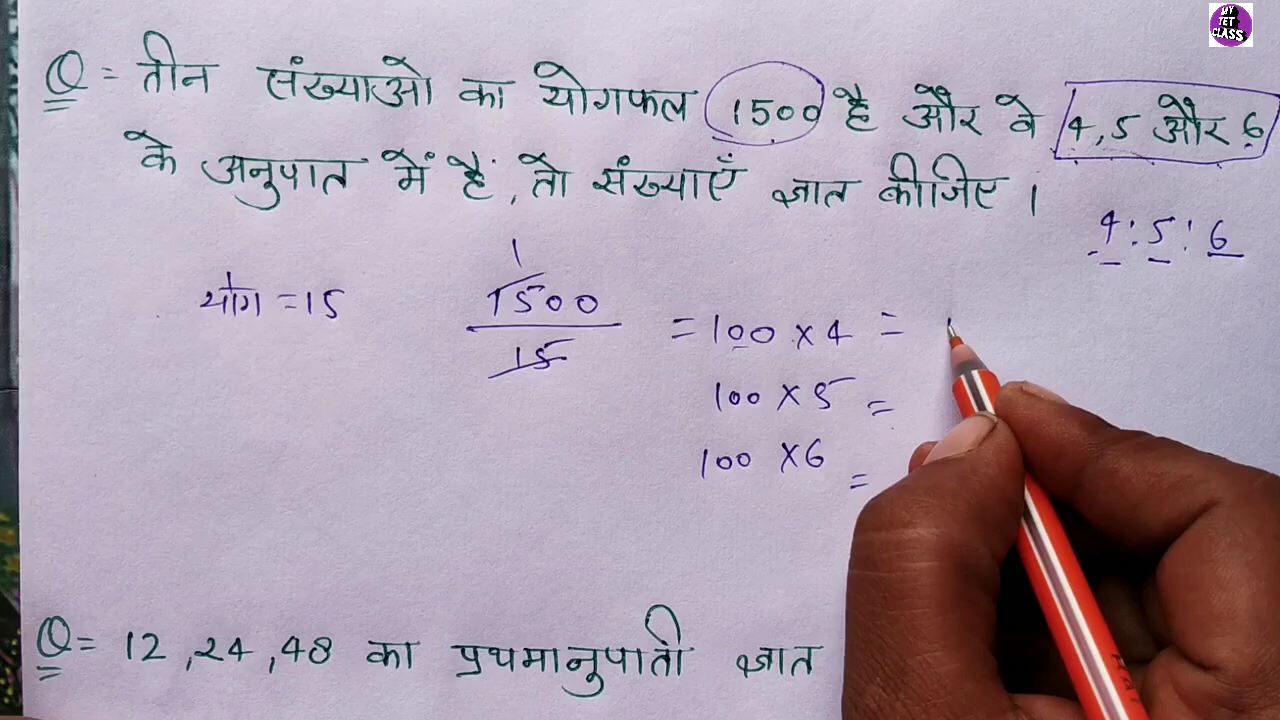 MY TET CLASS
Q = तीन संख्याओ का योगफल 1500 है और वे 4, 5 और 6
के अनुपात में है, तो संख्याएँ ज्ञात कीजिए ।
4 : 5 : 6
योग = 15
1
1500
15
= 100 × 4 =
100 × 5 =
100 × 6 =
Q = 12, 24, 48 का प्रथमानुपाती ज्ञात